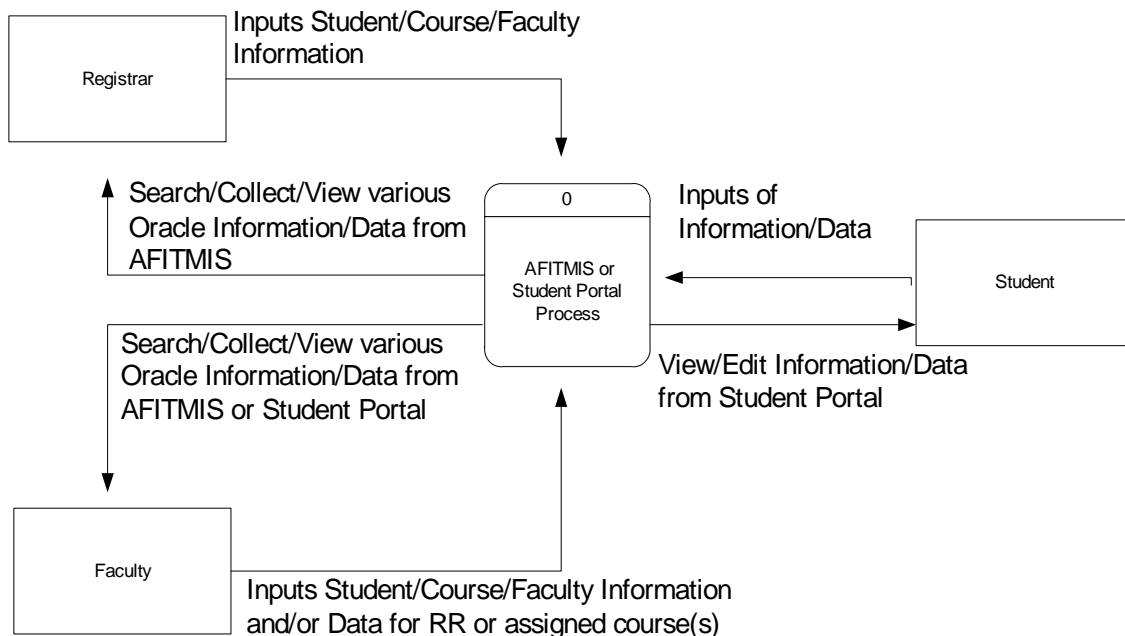 Inputs Student/Course/Faculty
Information
Registrar
Search/Collect/View various
Oracle Information/Data from
AFITMIS
0
AFITMIS or
Student Portal
Process
Inputs of
Information/Data
Student
Search/Collect/View various
Oracle Information/Data from
AFITMIS or Student Portal
View/Edit Information/Data
from Student Portal
Faculty
Inputs Student/Course/Faculty Information
and/or Data for RR or assigned course(s)